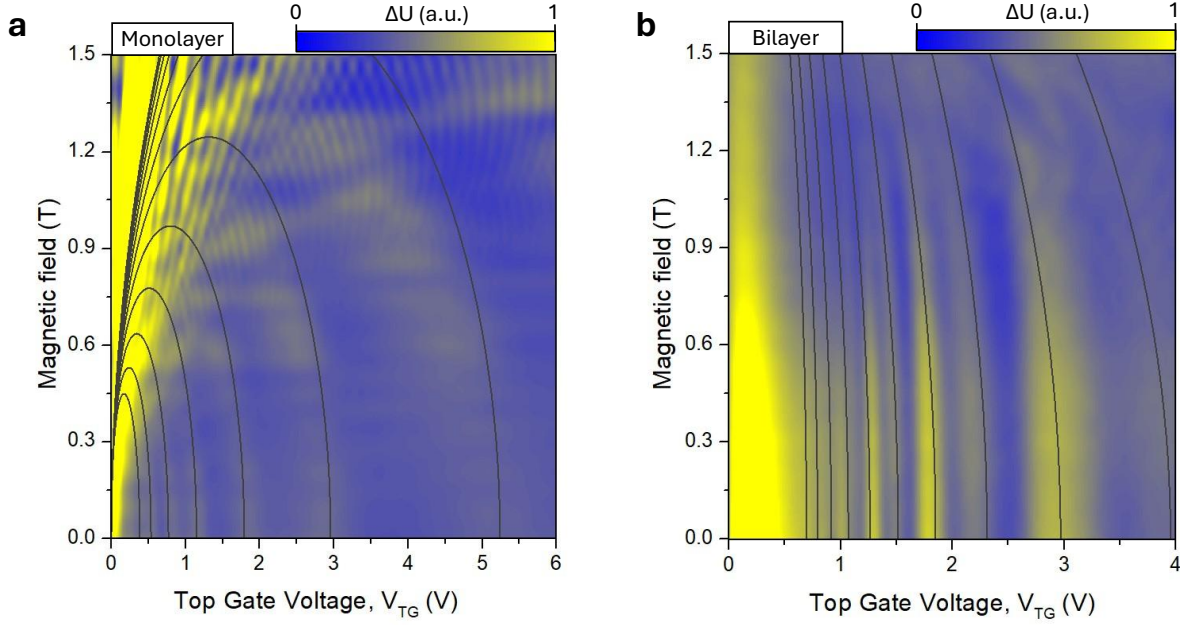 a
0 ΔU (a.u.) 1
Monolayer
1.5
1.2
0.9
0.6
0.3
0.0
Magnetic field (T)
0 1 2 3 4 5 6
Top Gate Voltage, V_TG (V)
b
0 ΔU (a.u.) 1
Bilayer
1.5
1.2
0.9
0.6
0.3
0.0
Magnetic field (T)
0 1 2 3 4
Top Gate Voltage, V_TG (V)